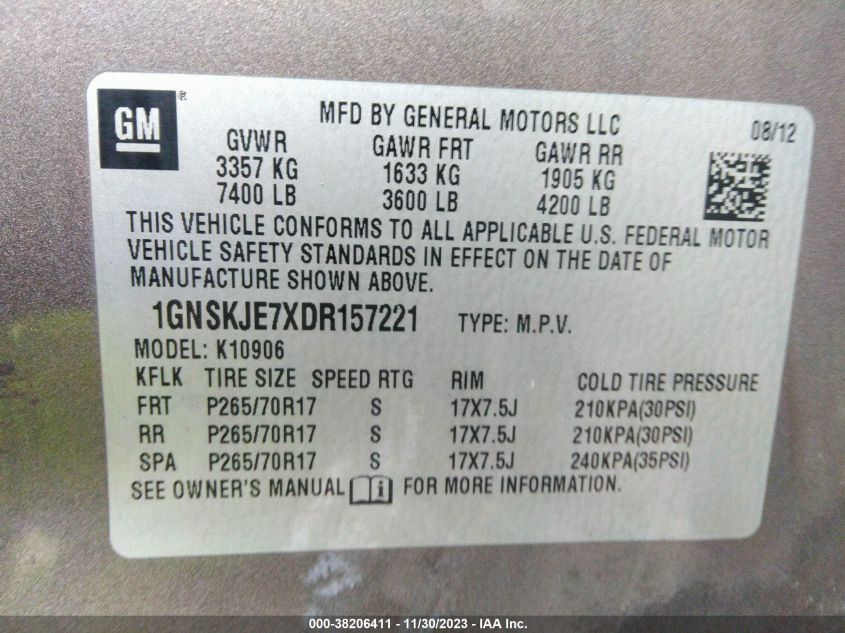 GM®
MFD BY GENERAL MOTORS LLC
08/12
GVWR GAWR FRT GAWR RR
3357 KG 1633 KG 1905 KG
7400 LB 3600 LB 4200 LB
THIS VEHICLE CONFORMS TO ALL APPLICABLE U.S. FEDERAL MOTOR
VEHICLE SAFETY STANDARDS IN EFFECT ON THE DATE OF
MANUFACTURE SHOWN ABOVE.
1GNSKJE7XDR157221 TYPE: M.P.V.
MODEL: K10906
KFLK TIRE SIZE SPEED RTG RIM COLD TIRE PRESSURE
FRT P265/70R17 S 17X7.5J 210KPA(30PSI)
RR P265/70R17 S 17X7.5J 210KPA(30PSI)
SPA P265/70R17 S 17X7.5J 240KPA(35PSI)
SEE OWNER'S MANUAL i FOR MORE INFORMATION.
000-38206411 - 11/30/2023 - IAA Inc.